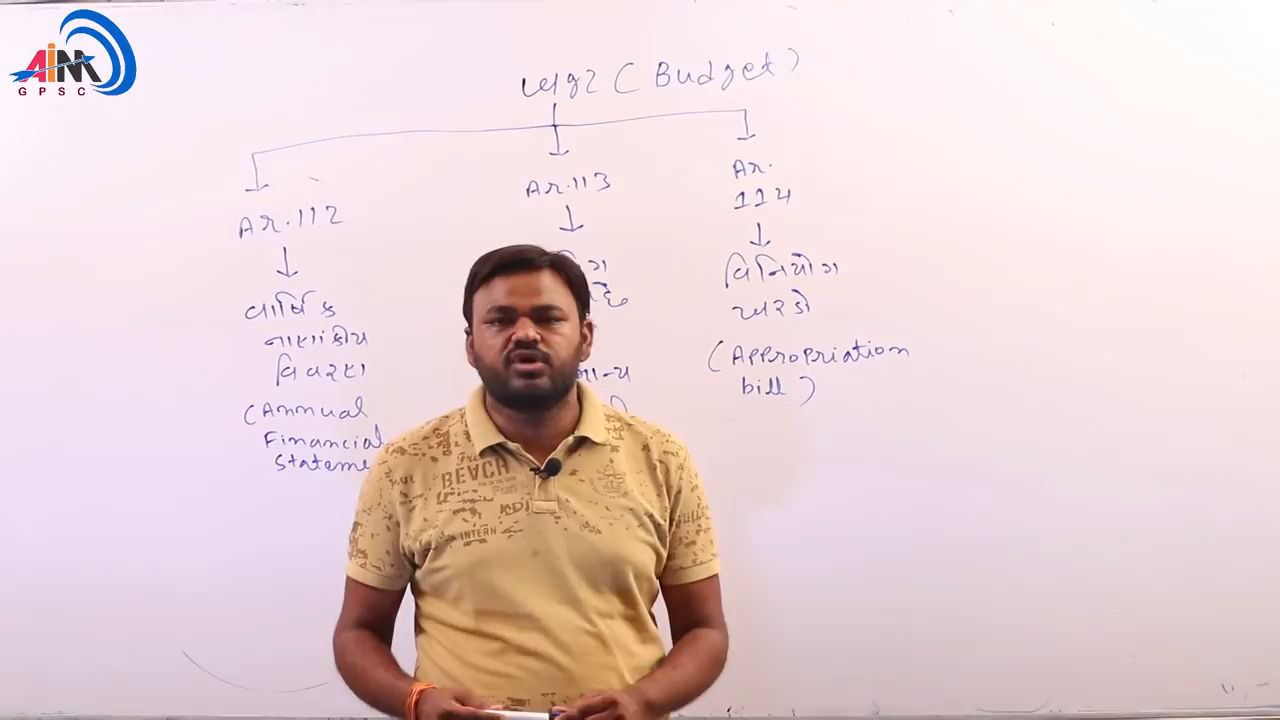 AIM
GPSC
બજેટ (Budget)
Ar.112
વાર્ષિક
નાણાંકીય
વિવરણ
(Annual
Financial
Stateme
Ar.113
Ar.
114
વિનિયોગ
ખરડો
(Appropriation
bill)
BEACH
INTERN